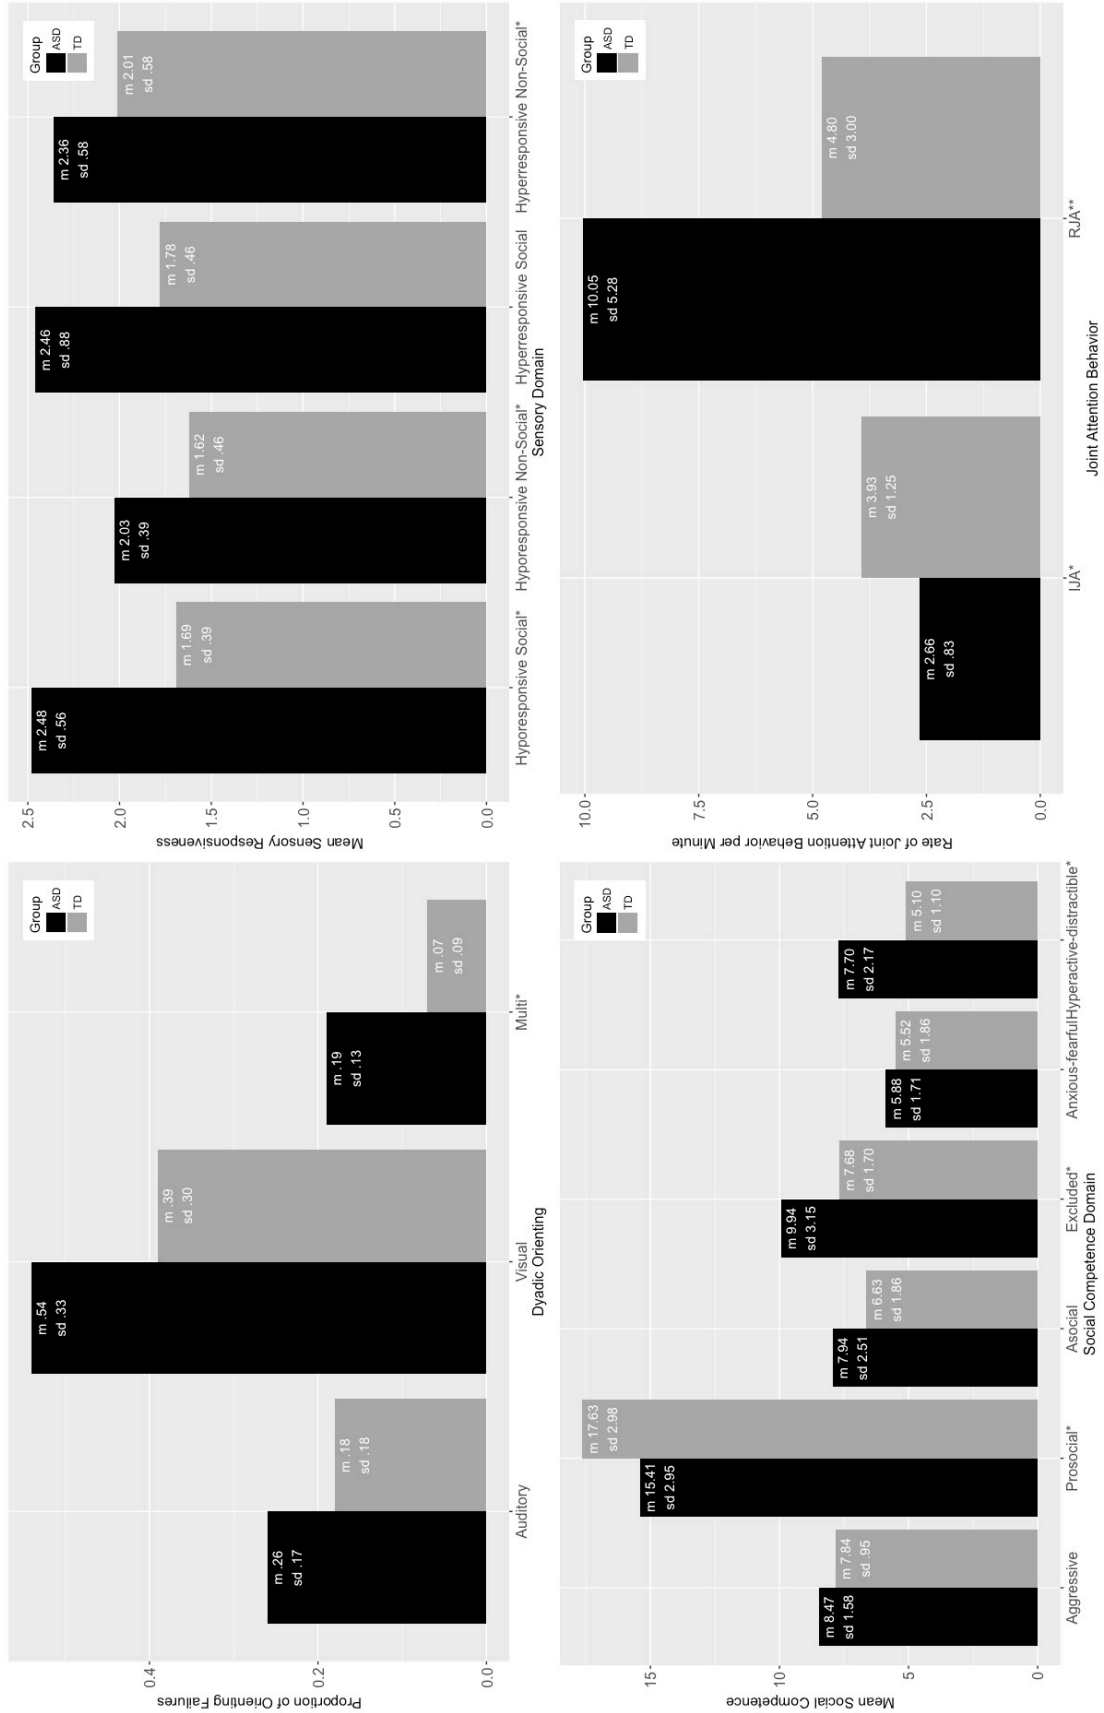 Proportion of Orienting Failures
0.4
0.2
0.0
Group
ASD
TD
m .26
sd .17
m .18
sd .18
m .54
sd .33
m .39
sd .30
m .19
sd .13
m .07
sd .09
Auditory
Visual
Multi*
Dyadic Orienting
Mean Sensory Responsiveness
2.5
2.0
1.5
1.0
0.5
0.0
Group
ASD
TD
m 2.48
sd .56
m 1.69
sd .39
m 2.03
sd .39
m 1.62
sd .46
m 2.46
sd .88
m 1.78
sd .46
m 2.36
sd .58
m 2.01
sd .58
Hyporesponsive Social*
Hyporesponsive Non-Social*
Hyperresponsive Social
Hyperresponsive Non-Social*
Sensory Domain
Mean Social Competence
15
10
5
0
Group
ASD
TD
m 8.47
sd 1.58
m 7.84
sd .95
m 15.41
sd 2.95
m 17.63
sd 2.98
m 7.94
sd 2.51
m 6.63
sd 1.86
m 9.94
sd 3.15
m 7.68
sd 1.70
m 5.88
sd 1.71
m 5.52
sd 1.86
m 7.70
sd 2.17
m 5.10
sd 1.10
Aggressive
Prosocial*
Asocial
Excluded*
Anxious-fearful
Hyperactive-distractible*
Social Competence Domain
Rate of Joint Attention Behavior per Minute
10.0
7.5
5.0
2.5
0.0
Group
ASD
TD
m 2.66
sd .83
m 3.93
sd 1.25
m 10.05
sd 5.28
m 4.80
sd 3.00
IJA*
RJA**
Joint Attention Behavior